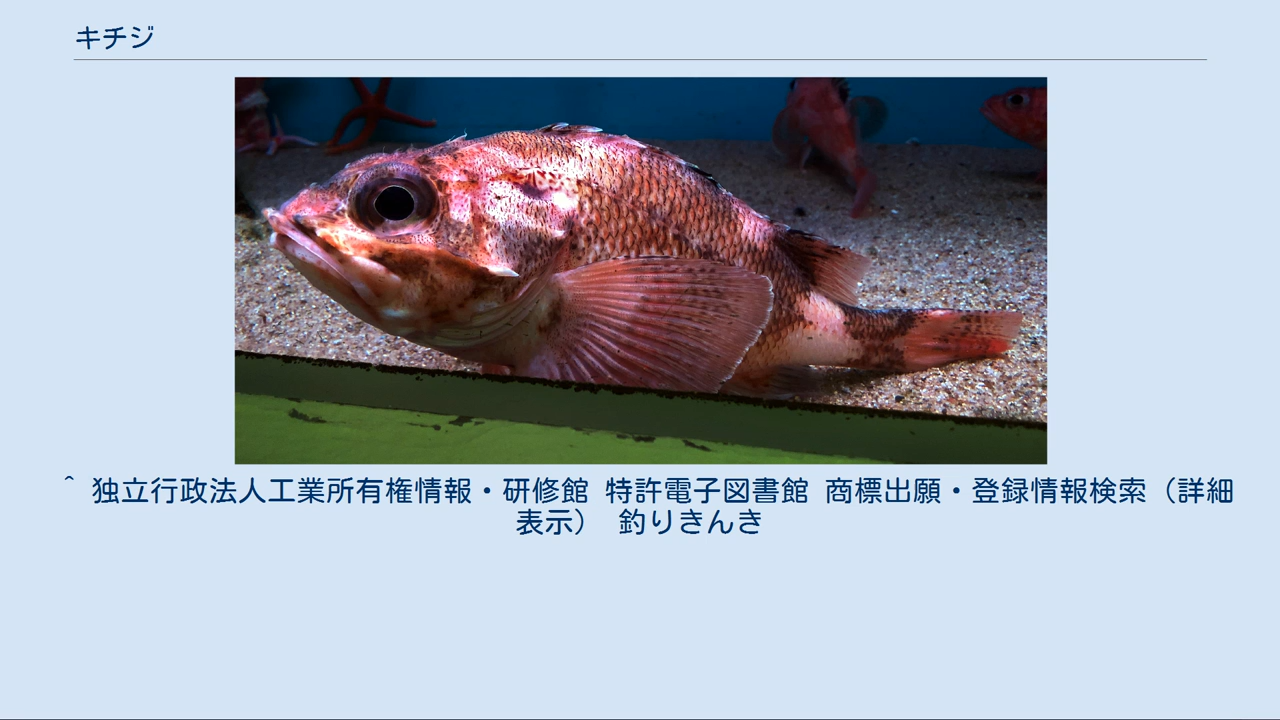 キチジ
^ 独立行政法人工業所有権情報・研修館 特許電子図書館 商標出願・登録情報検索（詳細
表示） 釣りきんき